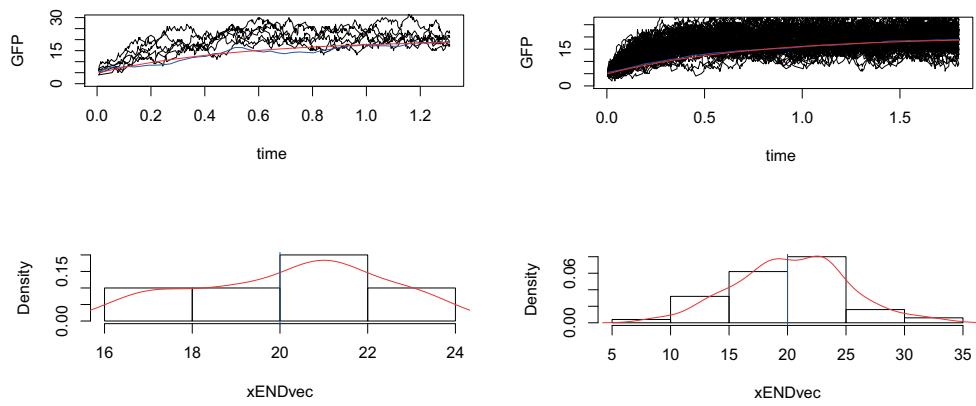 GFP
0 15 30
0.0 0.2 0.4 0.6 0.8 1.0 1.2
time
GFP
0 15
0.0 0.5 1.0 1.5
time
Density
0.00 0.15
16 18 20 22 24
xENDvec
Density
0.00 0.06
5 10 15 20 25 30 35
xENDvec